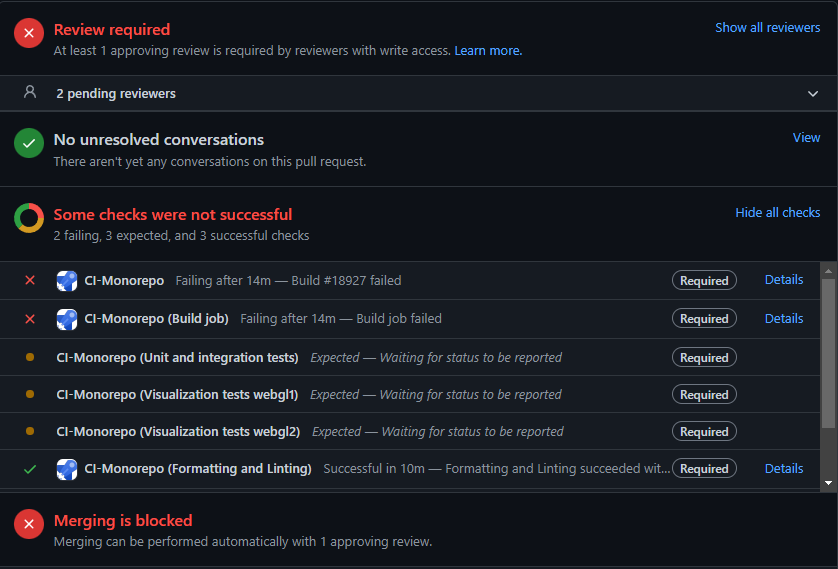 Review required
Show all reviewers
At least 1 approving review is required by reviewers with write access. Learn more.
2 pending reviewers
No unresolved conversations
View
There aren't yet any conversations on this pull request.
Some checks were not successful
Hide all checks
2 failing, 3 expected, and 3 successful checks
CI-Monorepo Failing after 14m — Build #18927 failed Required Details
CI-Monorepo (Build job) Failing after 14m — Build job failed Required Details
CI-Monorepo (Unit and integration tests) Expected — Waiting for status to be reported Required
CI-Monorepo (Visualization tests webgl1) Expected — Waiting for status to be reported Required
CI-Monorepo (Visualization tests webgl2) Expected — Waiting for status to be reported Required
CI-Monorepo (Formatting and Linting) Successful in 10m — Formatting and Linting succeeded wit... Required Details
Merging is blocked
Merging can be performed automatically with 1 approving review.